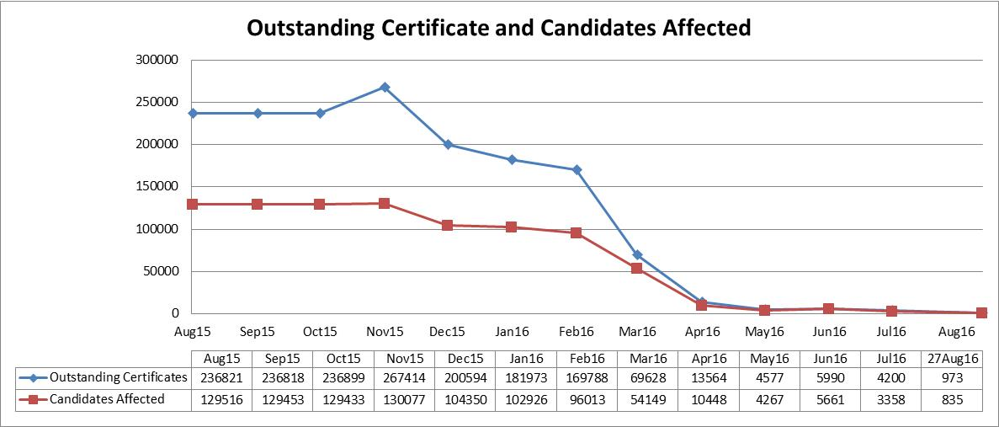 Outstanding Certificate and Candidates Affected
300000
250000
200000
150000
100000
50000
0
Aug15 Sep15 Oct15 Nov15 Dec15 Jan16 Feb16 Mar16 Apr16 May16 Jun16 Jul16 Aug16
Aug15 Sep15 Oct15 Nov15 Dec15 Jan16 Feb16 Mar16 Apr16 May16 Jun16 Jul16 27Aug16
Outstanding Certificates 236821 236818 236899 267414 200594 181973 169788 69628 13564 4577 5990 4200 973
Candidates Affected 129516 129453 129433 130077 104350 102926 96013 54149 10448 4267 5661 3358 835